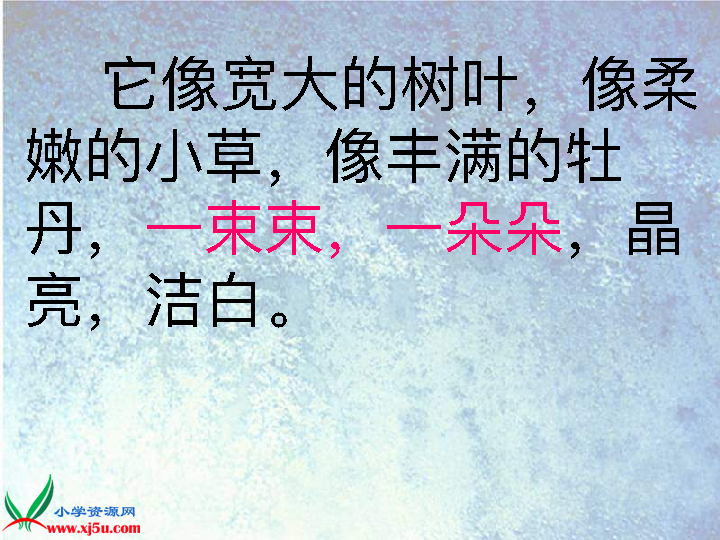 它像宽大的树叶，像柔
嫩的小草，像丰满的牡
丹，一束束，一朵朵，晶
亮，洁白。
小学资源网
www.xj5u.com